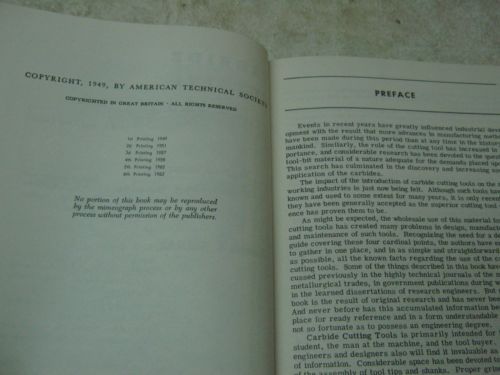 COPYRIGHT, 1949, BY AMERICAN TECHNICAL
COPYRIGHTED IN GREAT BRITAIN · ALL RIGHTS RESERVED
1st Printing 1949
2d Printing 1951
3d Printing 1957
4th Printing 1958
5th Printing 1962
6th Printing 1962
No portion of this book may be reproduced
by the mimeograph process or by any other
process without permission of the publishers.
PREFACE
Events in recent years have greatly influenced industrial
opment with the result that more advances in manufacturing
have been made during this period than at any time in the history
mankind. Similarly, the role of the cutting tool has increased in
portance, and considerable research has been devoted to the
tool-bit material of a nature adequate for the demands placed
This search has culminated in the discovery and increasing
application of the carbides.
The impact of the introduction of carbide cutting tools on the
working industries is just now being felt. Although such tools have
known and used to some extent for many years, it is only
they have been generally accepted as the superior cutting tool.
ence has proven them to be.
As might be expected, the wholesale use of this material
cutting tools has created many problems in design,
and maintenance of such tools. Recognizing the need for a
guide covering these four cardinal points, the authors have
to gather in one place, and in as simple and straightforward
as possible, all the known facts regarding the use of the
cutting tools. Some of the things described in this book
cussed previously in the highly technical journals of the
metallurgical trades, in government publications during
in the learned dissertations of research engineers. But
book is the result of original research and has never
And never before has this accumulated information
place for ready reference and in a form understandable
not so fortunate as to possess an engineering degree.
Carbide Cutting Tools is primarily intended for
student, the man at the machine, and the tool buyer.
engineers and designers also will find it invaluable as
of information. Considerable space has been devoted to
of the assembly of tips and shanks. Proper